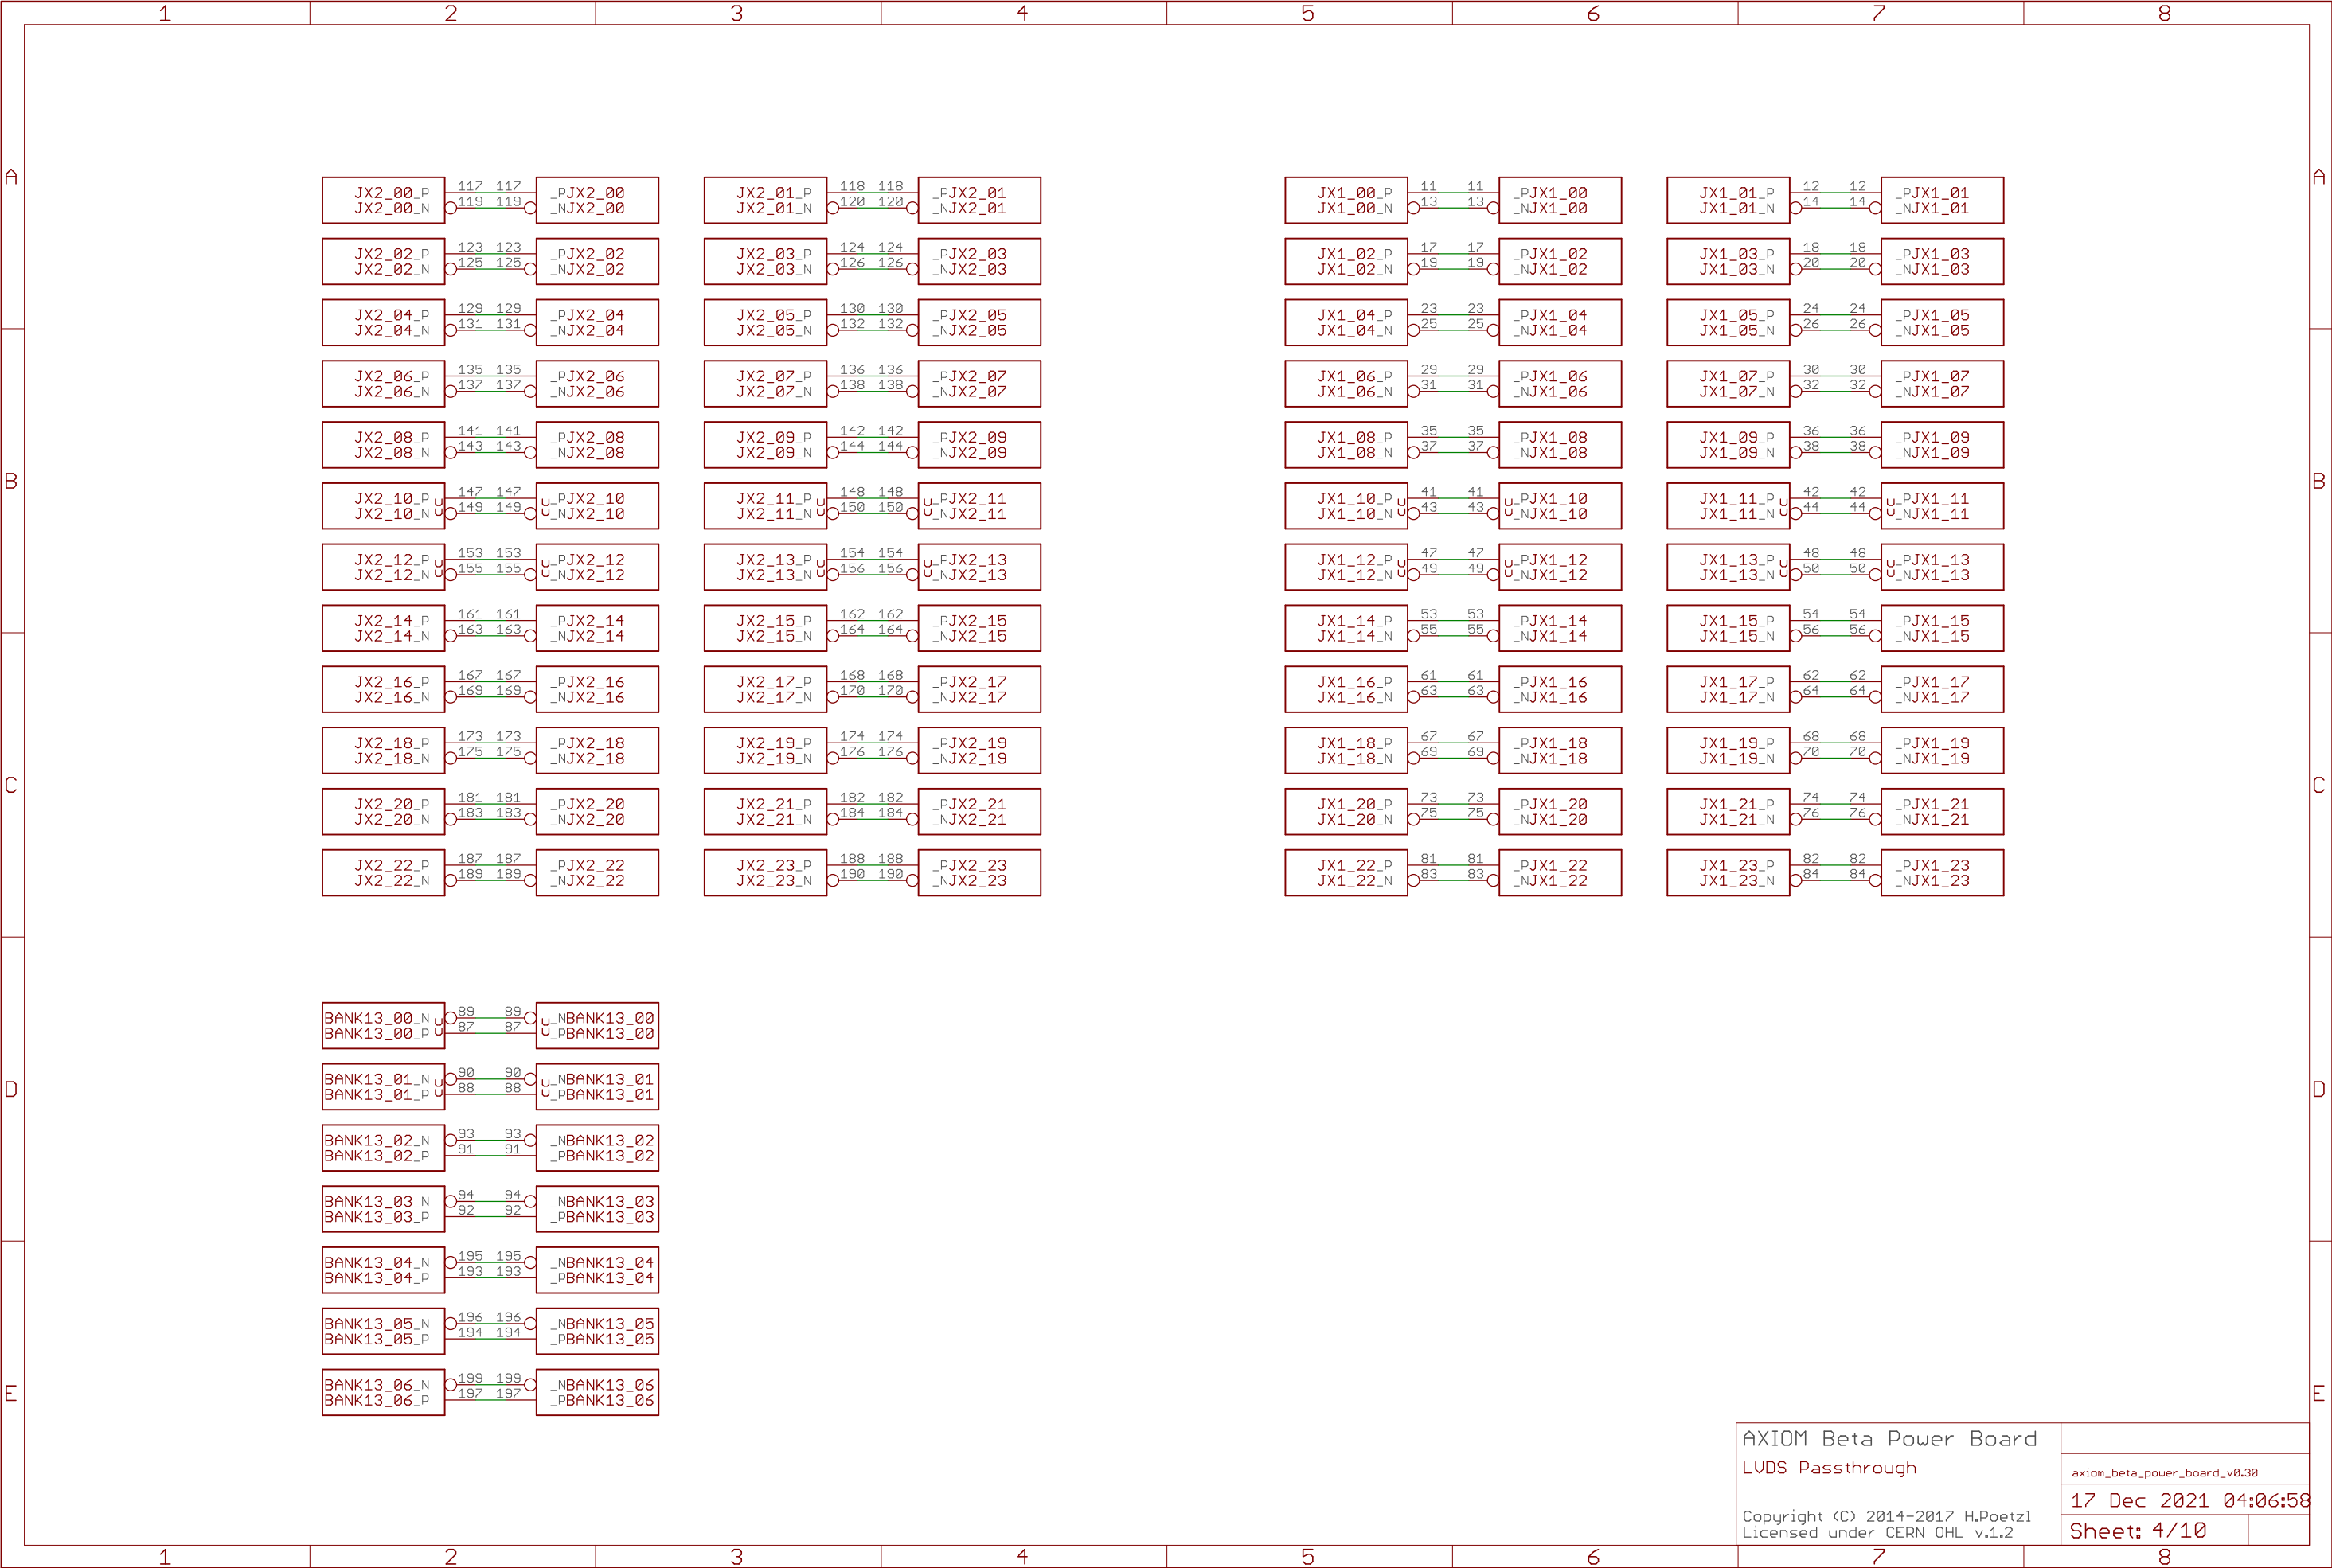 1 2 3 4 5 6 7 8
A A
JX2_00_P 117 117 _PJX2_00 JX2_01_P 118 118 _PJX2_01 JX1_00_P 11 11 _PJX1_00 JX1_01_P 12 12 _PJX1_01
JX2_00_N 119 119 _NJX2_00 JX2_01_N 120 120 _NJX2_01 JX1_00_N 13 13 _NJX1_00 JX1_01_N 14 14 _NJX1_01
JX2_02_P 123 123 _PJX2_02 JX2_03_P 124 124 _PJX2_03 JX1_02_P 17 17 _PJX1_02 JX1_03_P 18 18 _PJX1_03
JX2_02_N 125 125 _NJX2_02 JX2_03_N 126 126 _NJX2_03 JX1_02_N 19 19 _NJX1_02 JX1_03_N 20 20 _NJX1_03
JX2_04_P 129 129 _PJX2_04 JX2_05_P 130 130 _PJX2_05 JX1_04_P 23 23 _PJX1_04 JX1_05_P 24 24 _PJX1_05
JX2_04_N 131 131 _NJX2_04 JX2_05_N 132 132 _NJX2_05 JX1_04_N 25 25 _NJX1_04 JX1_05_N 26 26 _NJX1_05
JX2_06_P 135 135 _PJX2_06 JX2_07_P 136 136 _PJX2_07 JX1_06_P 29 29 _PJX1_06 JX1_07_P 30 30 _PJX1_07
JX2_06_N 137 137 _NJX2_06 JX2_07_N 138 138 _NJX2_07 JX1_06_N 31 31 _NJX1_06 JX1_07_N 32 32 _NJX1_07
JX2_08_P 141 141 _PJX2_08 JX2_09_P 142 142 _PJX2_09 JX1_08_P 35 35 _PJX1_08 JX1_09_P 36 36 _PJX1_09
JX2_08_N 143 143 _NJX2_08 JX2_09_N 144 144 _NJX2_09 JX1_08_N 37 37 _NJX1_08 JX1_09_N 38 38 _NJX1_09
B B
JX2_10_P 147 147 _PJX2_10 JX2_11_P 148 148 _PJX2_11 JX1_10_P 41 41 _PJX1_10 JX1_11_P 42 42 _PJX1_11
JX2_10_N 149 149 _NJX2_10 JX2_11_N 150 150 _NJX2_11 JX1_10_N 43 43 _NJX1_10 JX1_11_N 44 44 _NJX1_11
JX2_12_P 153 153 _PJX2_12 JX2_13_P 154 154 _PJX2_13 JX1_12_P 47 47 _PJX1_12 JX1_13_P 48 48 _PJX1_13
JX2_12_N 155 155 _NJX2_12 JX2_13_N 156 156 _NJX2_13 JX1_12_N 49 49 _NJX1_12 JX1_13_N 50 50 _NJX1_13
JX2_14_P 161 161 _PJX2_14 JX2_15_P 162 162 _PJX2_15 JX1_14_P 53 53 _PJX1_14 JX1_15_P 54 54 _PJX1_15
JX2_14_N 163 163 _NJX2_14 JX2_15_N 164 164 _NJX2_15 JX1_14_N 55 55 _NJX1_14 JX1_15_N 56 56 _NJX1_15
JX2_16_P 167 167 _PJX2_16 JX2_17_P 168 168 _PJX2_17 JX1_16_P 61 61 _PJX1_16 JX1_17_P 62 62 _PJX1_17
JX2_16_N 169 169 _NJX2_16 JX2_17_N 170 170 _NJX2_17 JX1_16_N 63 63 _NJX1_16 JX1_17_N 64 64 _NJX1_17
JX2_18_P 173 173 _PJX2_18 JX2_19_P 174 174 _PJX2_19 JX1_18_P 67 67 _PJX1_18 JX1_19_P 68 68 _PJX1_19
JX2_18_N 175 175 _NJX2_18 JX2_19_N 176 176 _NJX2_19 JX1_18_N 69 69 _NJX1_18 JX1_19_N 70 70 _NJX1_19
C C
JX2_20_P 181 181 _PJX2_20 JX2_21_P 182 182 _PJX2_21 JX1_20_P 73 73 _PJX1_20 JX1_21_P 74 74 _PJX1_21
JX2_20_N 183 183 _NJX2_20 JX2_21_N 184 184 _NJX2_21 JX1_20_N 75 75 _NJX1_20 JX1_21_N 76 76 _NJX1_21
JX2_22_P 187 187 _PJX2_22 JX2_23_P 188 188 _PJX2_23 JX1_22_P 81 81 _PJX1_22 JX1_23_P 82 82 _PJX1_23
JX2_22_N 189 189 _NJX2_22 JX2_23_N 190 190 _NJX2_23 JX1_22_N 83 83 _NJX1_22 JX1_23_N 84 84 _NJX1_23
BANK13_00_N 89 89 _NBANK13_00
BANK13_00_P 87 87 _PBANK13_00
BANK13_01_N 90 90 _NBANK13_01
D D
BANK13_01_P 88 88 _PBANK13_01
BANK13_02_N 93 93 _NBANK13_02
BANK13_02_P 91 91 _PBANK13_02
BANK13_03_N 94 94 _NBANK13_03
BANK13_03_P 92 92 _PBANK13_03
BANK13_04_N 195 195 _NBANK13_04
BANK13_04_P 193 193 _PBANK13_04
BANK13_05_N 196 196 _NBANK13_05
BANK13_05_P 194 194 _PBANK13_05
BANK13_06_N 199 199 _NBANK13_06
E E
BANK13_06_P 197 197 _PBANK13_06
AXIOM Beta Power Board
LVDS Passthrough
axiom_beta_power_board_v0.30
17 Dec 2021 04:06:58
Copyright (C) 2014-2017 H.Poetzl
Licensed under CERN OHL v.1.2
Sheet: 4/10
1 2 3 4 5 6 7 8